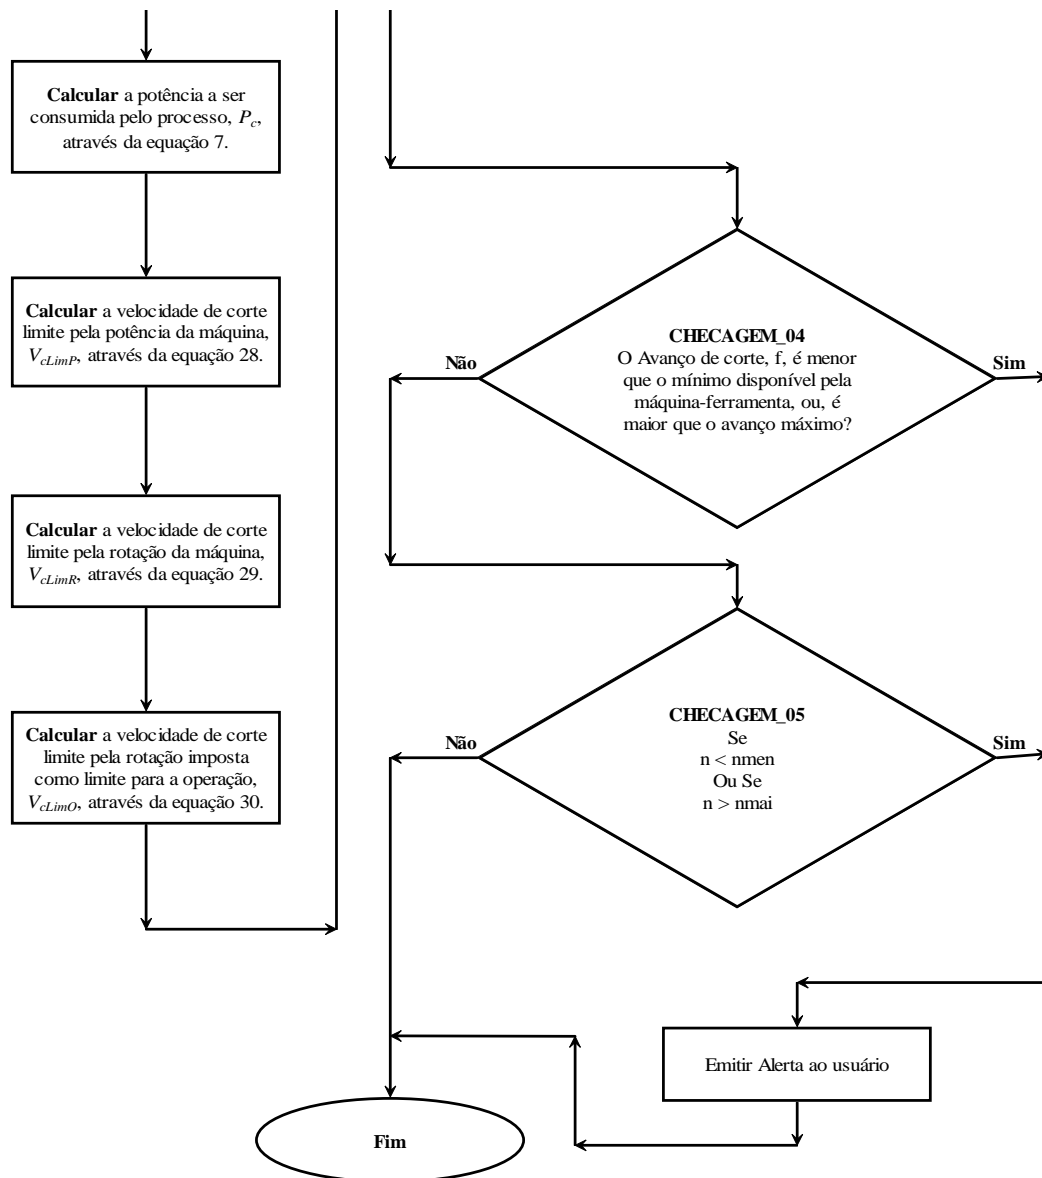 Calcular a potência a ser
consumida pelo processo, Pc,
através da equação 7.
Calcular a velocidade de corte
limite pela potência da máquina,
VcLimP, através da equação 28.
Calcular a velocidade de corte
limite pela rotação da máquina,
VcLimR, através da equação 29.
Calcular a velocidade de corte
limite pela rotação imposta
como limite para a operação,
VcLimO, através da equação 30.
CHECAGEM_04
O Avanço de corte, f, é menor
que o mínimo disponível pela
máquina-ferramenta, ou, é
maior que o avanço máximo?
Não
Sim
CHECAGEM_05
Se
n < nmen
Ou Se
n > nmai
Não
Sim
Emitir Alerta ao usuário
Fim